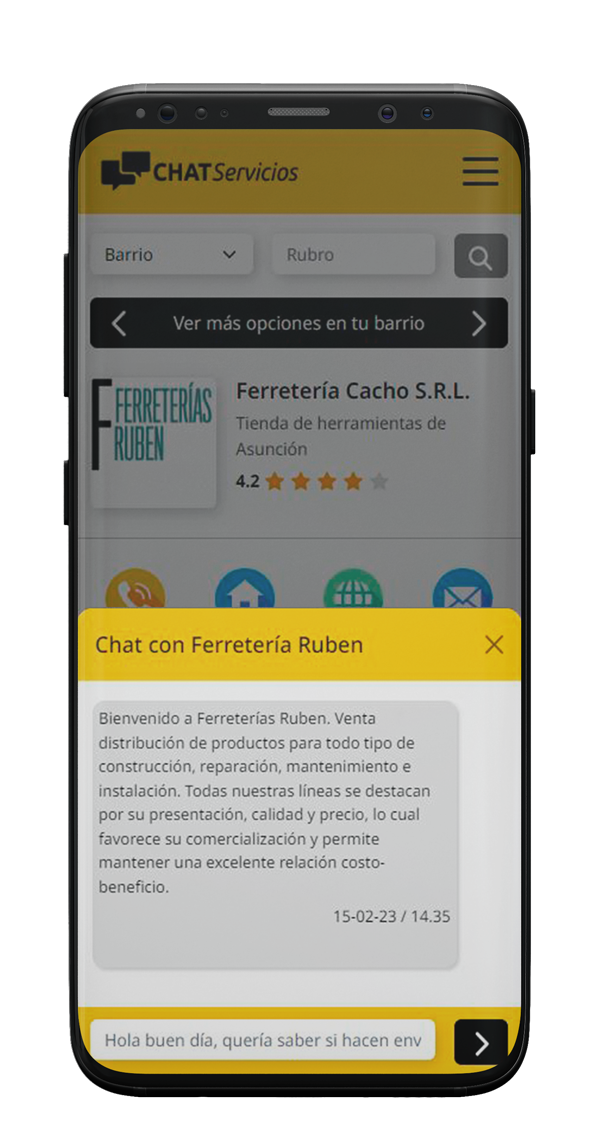 CHATServicios
Barrio
Rubro
Ver más opciones en tu barrio
FERRETERÍAS
RUBEN
Ferretería Cacho S.R.L.
Tienda de herramientas de
Asunción
4.2
Chat con Ferretería Ruben
Bienvenido a Ferreterías Ruben. Venta
distribución de productos para todo tipo de
construcción, reparación, mantenimiento e
instalación. Todas nuestras líneas se destacan
por su presentación, calidad y precio, lo cual
favorece su comercialización y permite
mantener una excelente relación costo-
beneficio.
15-02-23 / 14.35
Hola buen día, quería saber si hacen env